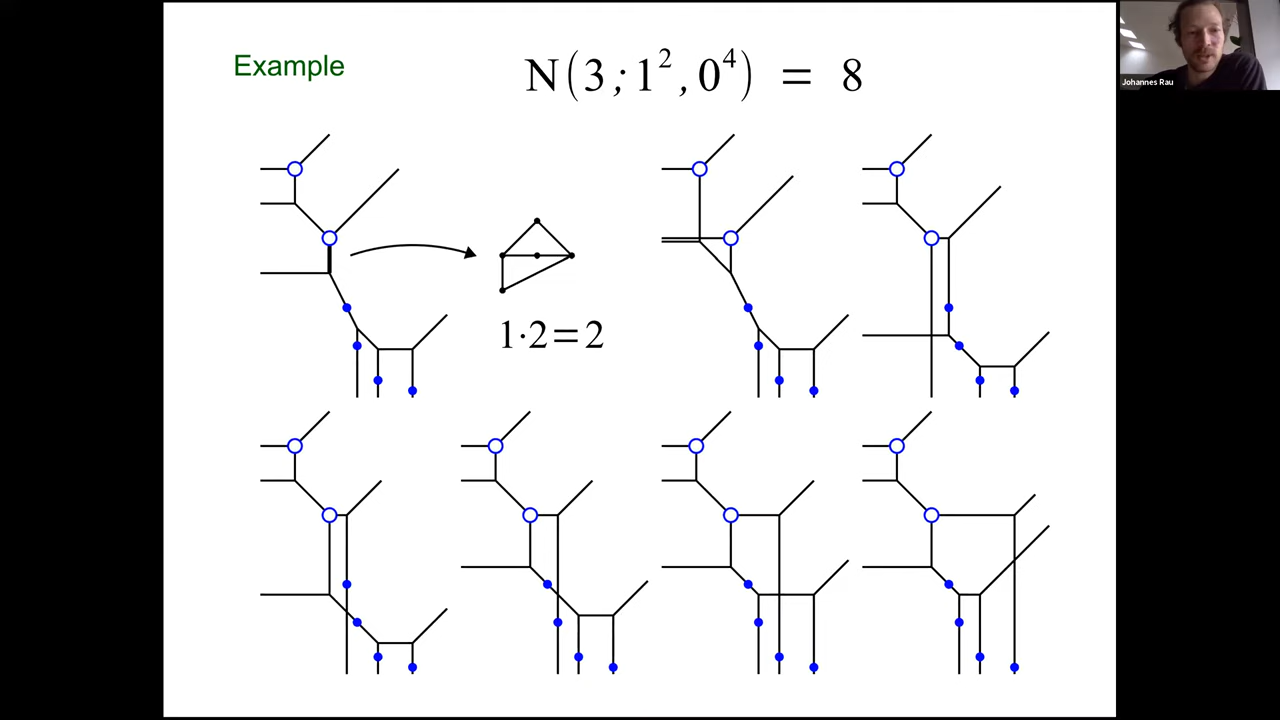 Example
N(3;1²,0⁴) = 8
1·2=2
Johannes Rau